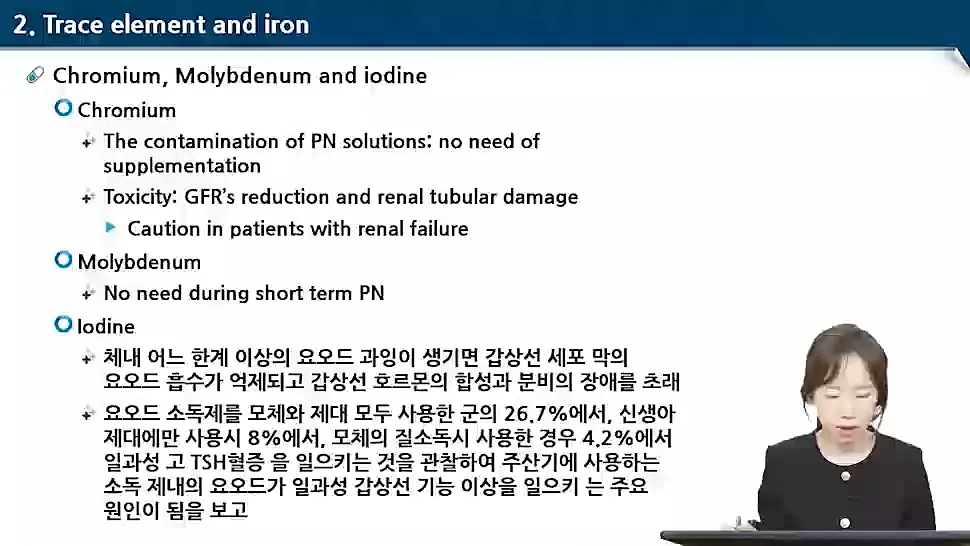 2. Trace element and iron
Chromium, Molybdenum and iodine
Chromium
The contamination of PN solutions: no need of
supplementation
Toxicity: GFR's reduction and renal tubular damage
Caution in patients with renal failure
Molybdenum
No need during short term PN
Iodine
체내 어느 한계 이상의 요오드 과잉이 생기면 갑상선 세포 막의
요오드 흡수가 억제되고 갑상선 호르몬의 합성과 분비의 장애를 초래
요오드 소독제를 모체와 제대 모두 사용한 군의 26.7%에서, 신생아
제대에만 사용시 8%에서, 모체의 질소독시 사용한 경우 4.2%에서
일과성 고 TSH혈증 을 일으키는 것을 관찰하여 주산기에 사용하는
소독 제내의 요오드가 일과성 갑상선 기능 이상을 일으키 는 주요
원인이 됨을 보고